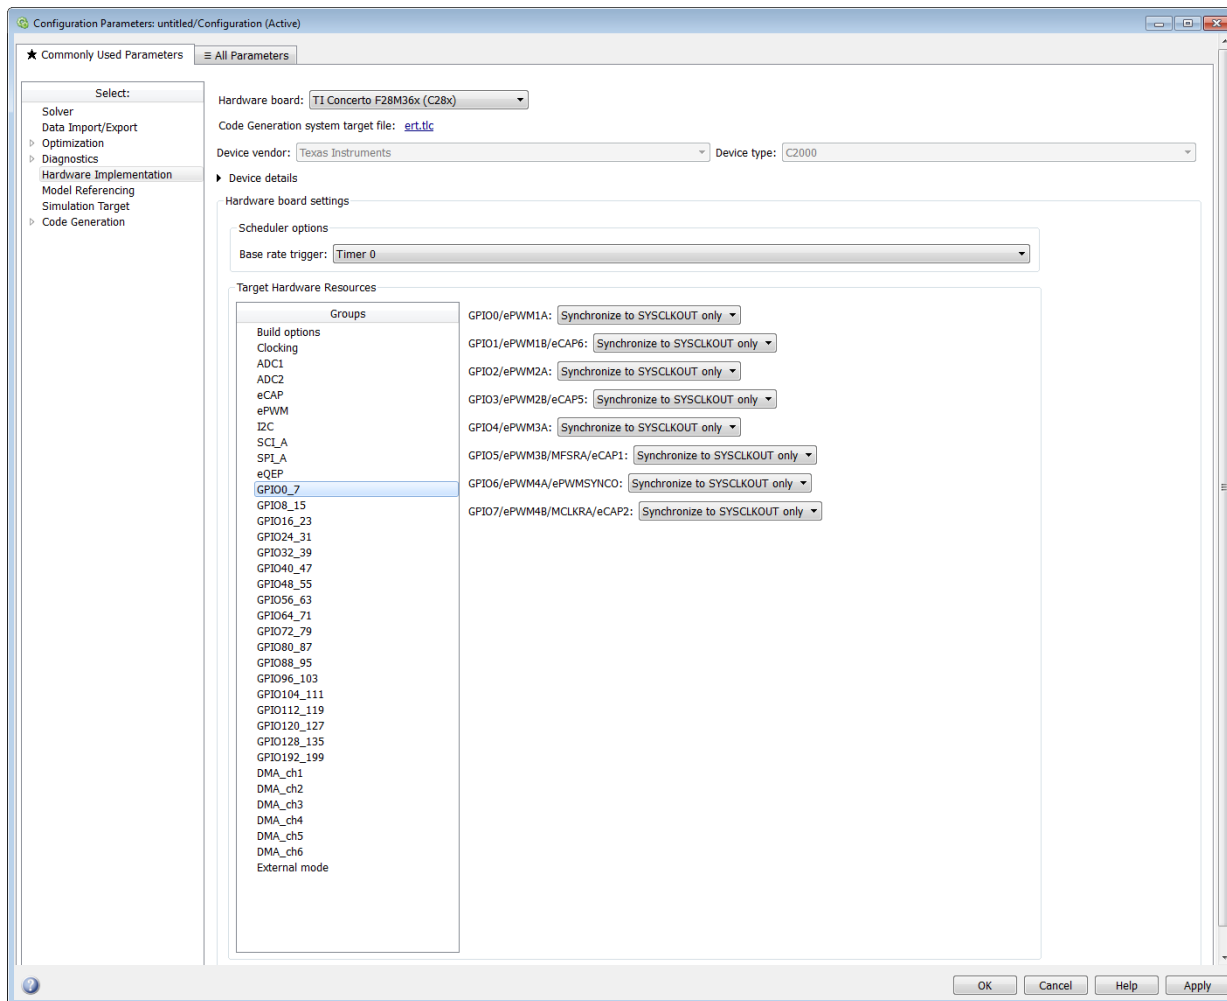 Configuration Parameters: untitled/Configuration (Active)
★ Commonly Used Parameters
≡ All Parameters
Select:
Solver
Data Import/Export
Optimization
Diagnostics
Hardware Implementation
Model Referencing
Simulation Target
Code Generation
Hardware board: TI Concerto F28M36x (C28x)
Code Generation system target file: ert.tlc
Device vendor: Texas Instruments Device type: C2000
Device details
Hardware board settings
Scheduler options
Base rate trigger: Timer 0
Target Hardware Resources
Groups
Build options
Clocking
ADC1
ADC2
eCAP
ePWM
I2C
SCI_A
SPI_A
eQEP
GPIO0_7
GPIO8_15
GPIO16_23
GPIO24_31
GPIO32_39
GPIO40_47
GPIO48_55
GPIO56_63
GPIO64_71
GPIO72_79
GPIO80_87
GPIO88_95
GPIO96_103
GPIO104_111
GPIO112_119
GPIO120_127
GPIO128_135
GPIO192_199
DMA_ch1
DMA_ch2
DMA_ch3
DMA_ch4
DMA_ch5
DMA_ch6
External mode
GPIO0/ePWM1A: Synchronize to SYSCLKOUT only
GPIO1/ePWM1B/eCAP6: Synchronize to SYSCLKOUT only
GPIO2/ePWM2A: Synchronize to SYSCLKOUT only
GPIO3/ePWM2B/eCAP5: Synchronize to SYSCLKOUT only
GPIO4/ePWM3A: Synchronize to SYSCLKOUT only
GPIO5/ePWM3B/MFSRA/eCAP1: Synchronize to SYSCLKOUT only
GPIO6/ePWM4A/ePWMSYNCO: Synchronize to SYSCLKOUT only
GPIO7/ePWM4B/MCLKRA/eCAP2: Synchronize to SYSCLKOUT only
OK Cancel Help Apply